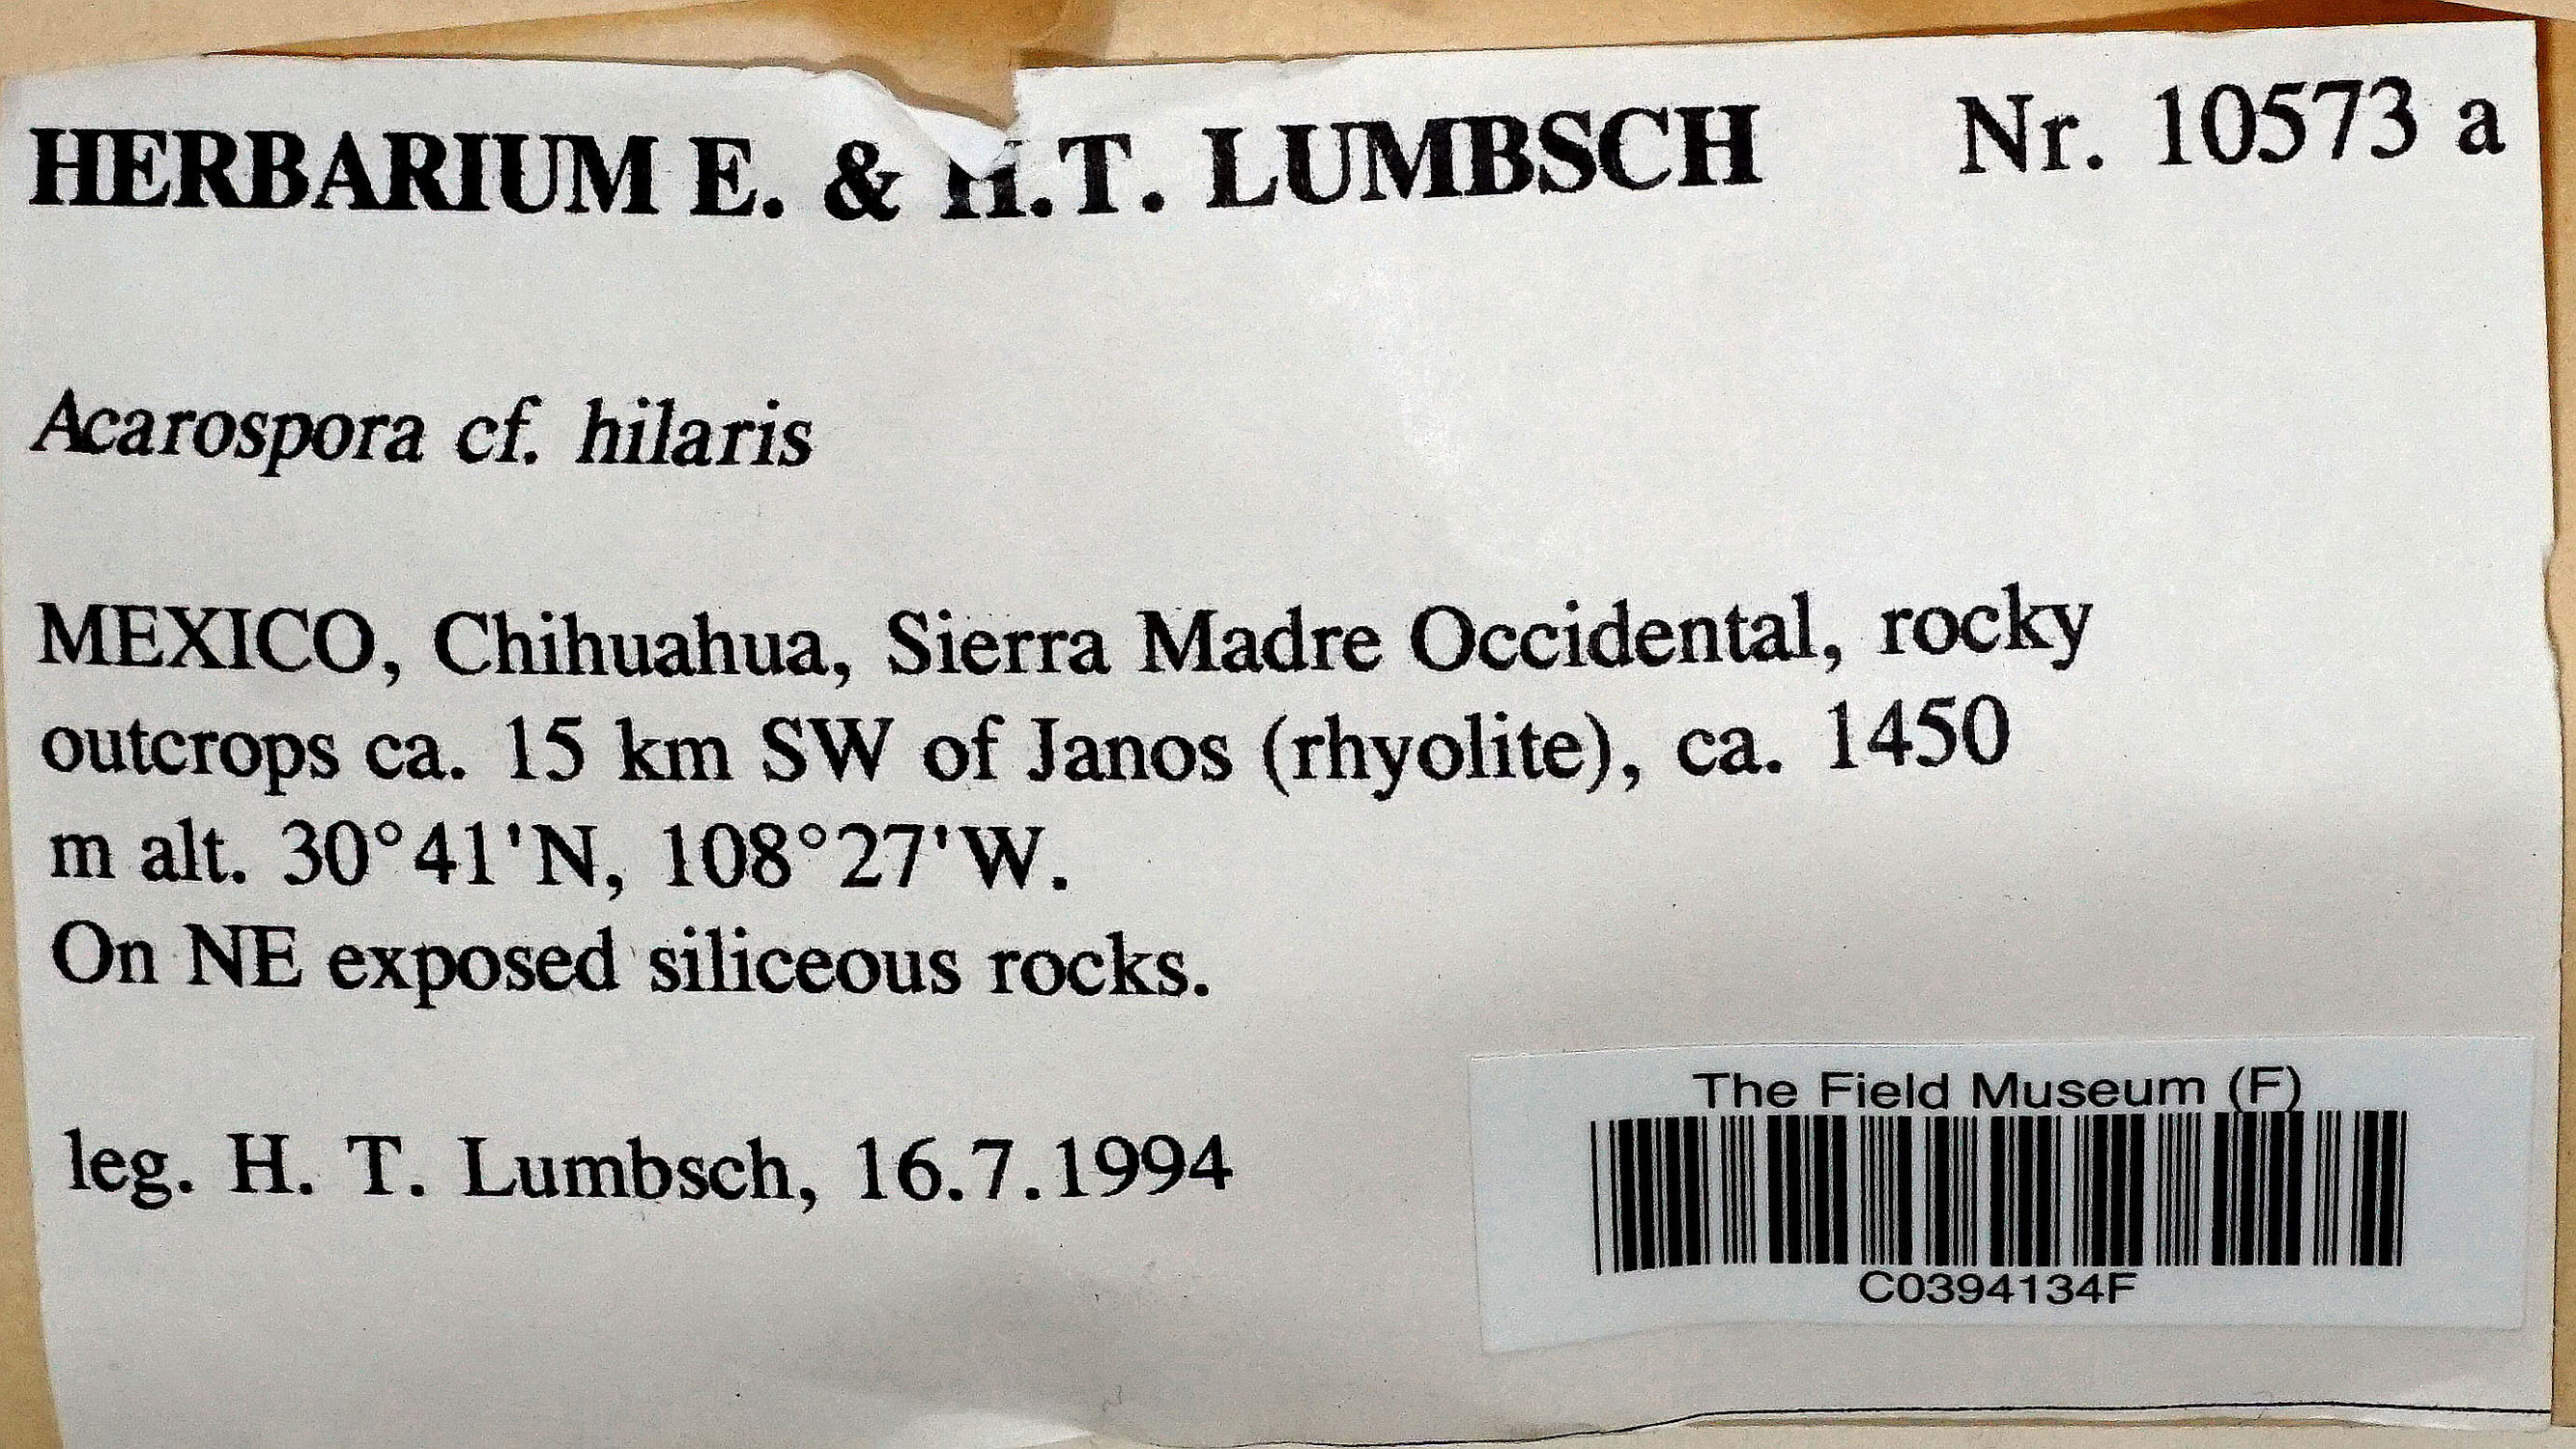 HERBARIUM E. & H.T. LUMBSCH Nr. 10573 a
Acarospora cf. hilaris
MEXICO, Chihuahua, Sierra Madre Occidental, rocky
outcrops ca. 15 km SW of Janos (rhyolite), ca. 1450
m alt. 30°41'N, 108°27'W.
On NE exposed siliceous rocks.
leg. H. T. Lumbsch, 16.7.1994
The Field Museum (F)
C0394134F